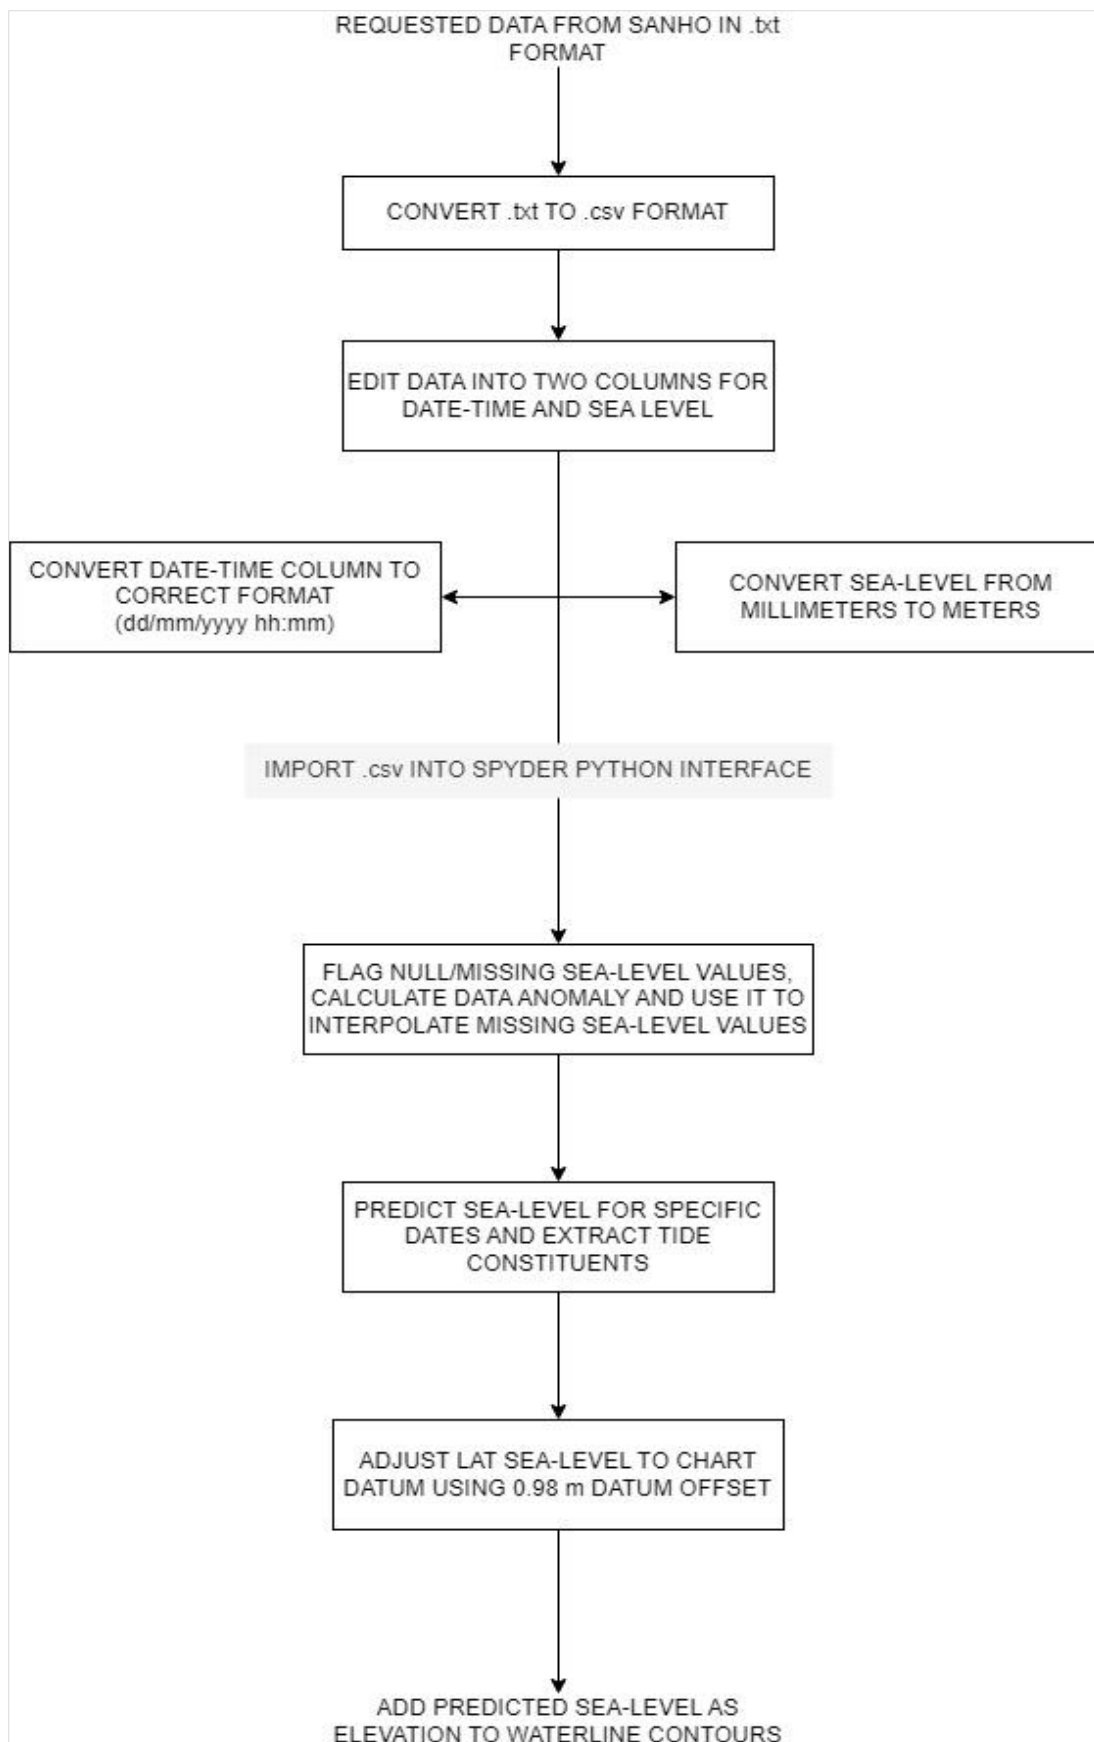 REQUESTED DATA FROM SANHO IN .txt
FORMAT
CONVERT .txt TO .csv FORMAT
EDIT DATA INTO TWO COLUMNS FOR
DATE-TIME AND SEA LEVEL
CONVERT DATE-TIME COLUMN TO
CORRECT FORMAT
(dd/mm/yyyy hh:mm)
CONVERT SEA-LEVEL FROM
MILLIMETERS TO METERS
IMPORT .csv INTO SPYDER PYTHON INTERFACE
FLAG NULL/MISSING SEA-LEVEL VALUES,
CALCULATE DATA ANOMALY AND USE IT TO
INTERPOLATE MISSING SEA-LEVEL VALUES
PREDICT SEA-LEVEL FOR SPECIFIC
DATES AND EXTRACT TIDE
CONSTITUENTS
ADJUST LAT SEA-LEVEL TO CHART
DATUM USING 0.98 m DATUM OFFSET
ADD PREDICTED SEA-LEVEL AS
ELEVATION TO WATERLINE CONTOURS